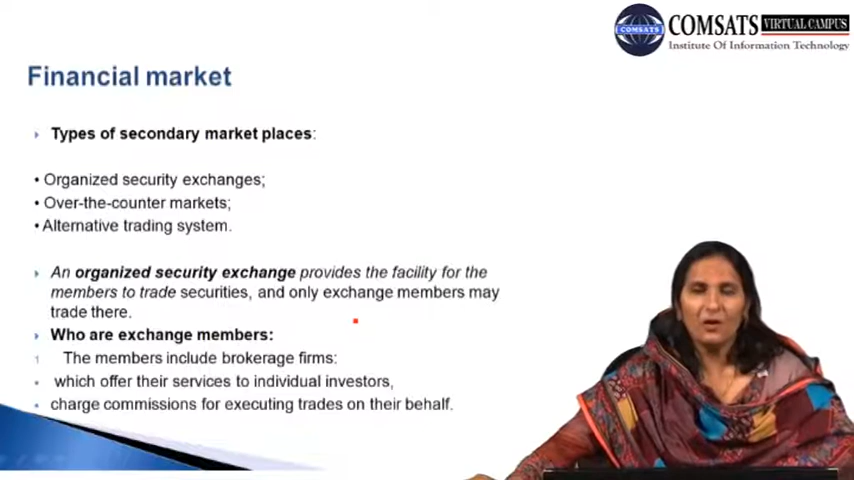 COMSATS
COMSATS VIRTUAL CAMPUS
Institute Of Information Technology
Financial market
Types of secondary market places:
• Organized security exchanges;
• Over-the-counter markets;
• Alternative trading system.
An organized security exchange provides the facility for the
members to trade securities, and only exchange members may
trade there.
Who are exchange members:
1 The members include brokerage firms:
• which offer their services to individual investors,
• charge commissions for executing trades on their behalf.